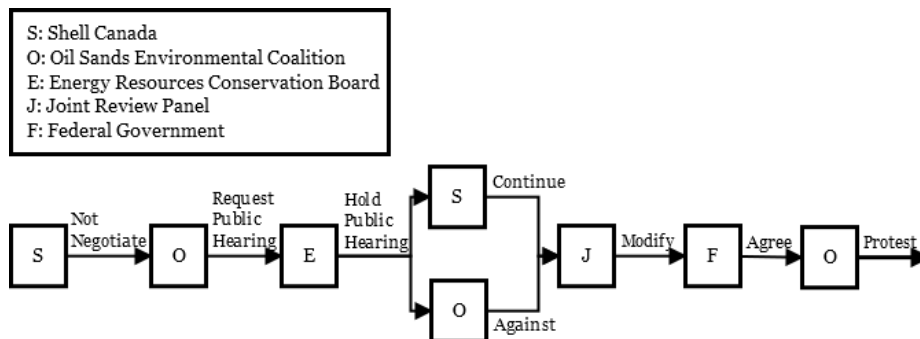 S: Shell Canada
O: Oil Sands Environmental Coalition
E: Energy Resources Conservation Board
J: Joint Review Panel
F: Federal Government
S
Not
Negotiate
O
Request
Public
Hearing
E
Hold
Public
Hearing
S
Continue
O
Against
J
Modify
F
Agree
O
Protest